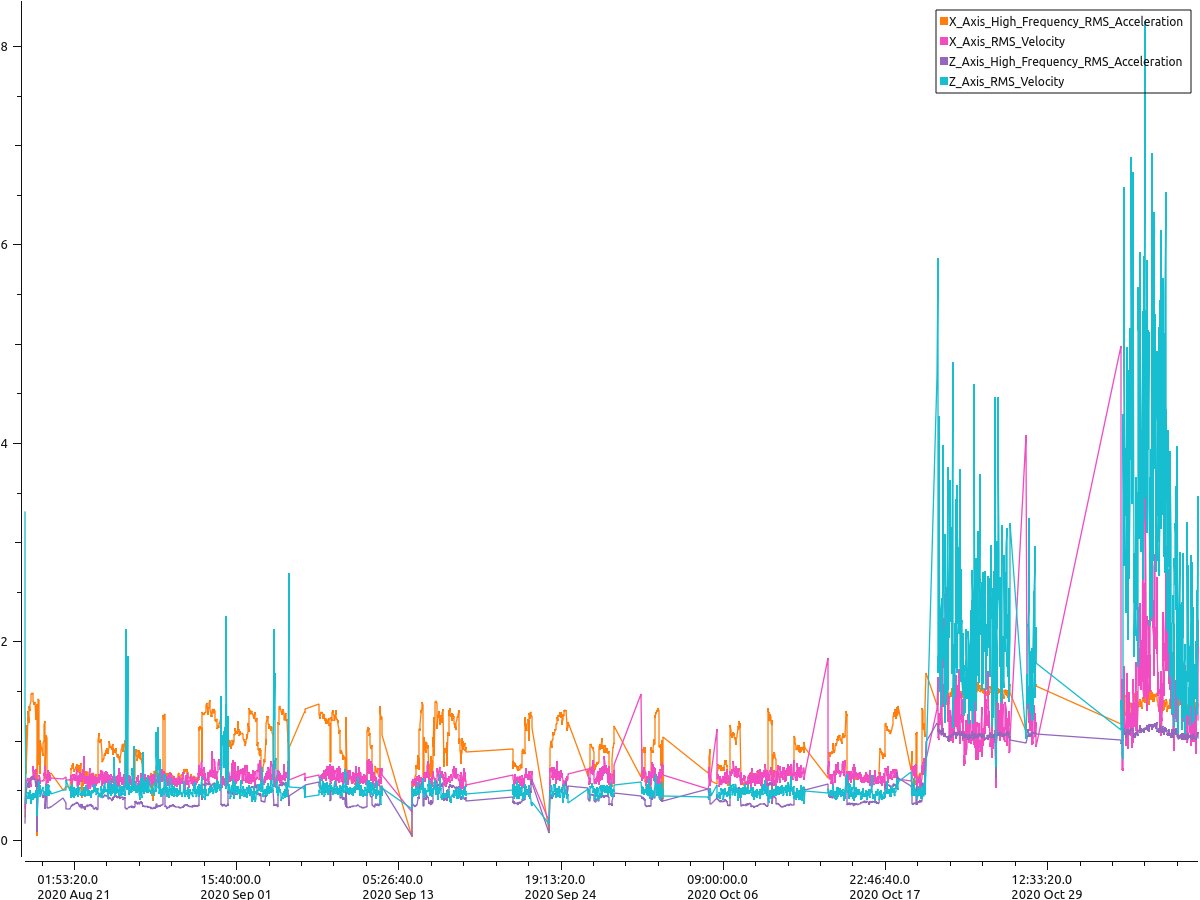 X_Axis_High_Frequency_RMS_Acceleration
X_Axis_RMS_Velocity
Z_Axis_High_Frequency_RMS_Acceleration
Z_Axis_RMS_Velocity
8
6
4
2
0
01:53:20.0 15:40:00.0 05:26:40.0 19:13:20.0 09:00:00.0 22:46:40.0 12:33:20.0
2020 Aug 21 2020 Sep 01 2020 Sep 13 2020 Sep 24 2020 Oct 06 2020 Oct 17 2020 Oct 29